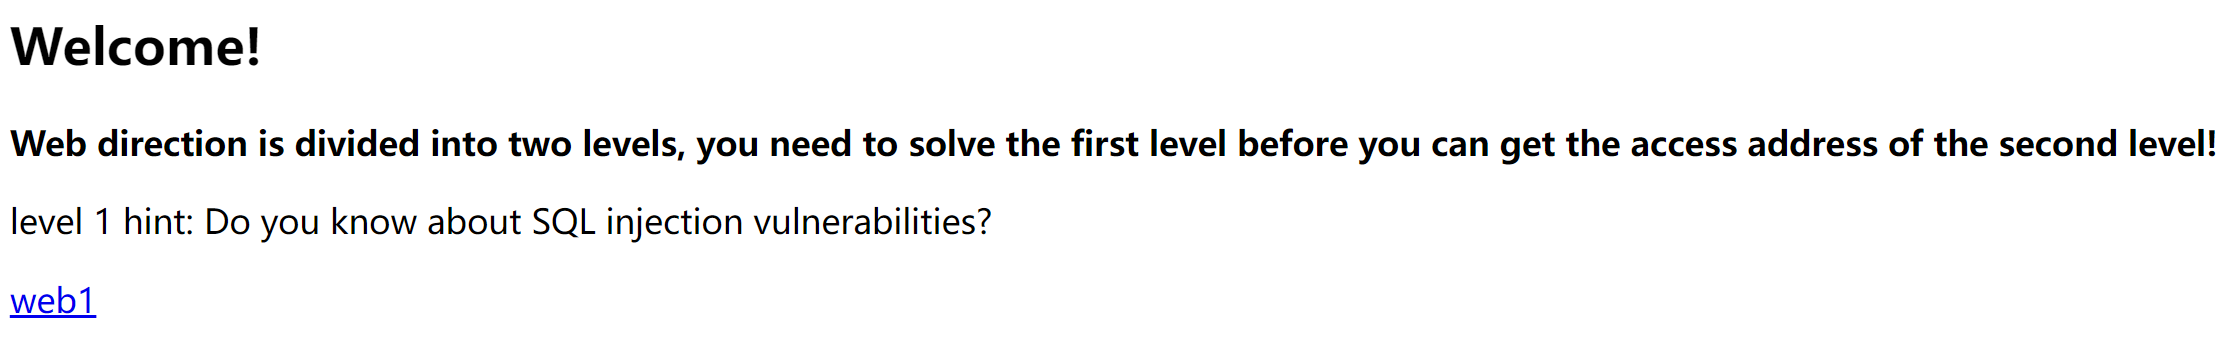 Welcome!
Web direction is divided into two levels, you need to solve the first level before you can get the access address of the second level!
level 1 hint: Do you know about SQL injection vulnerabilities?
web1